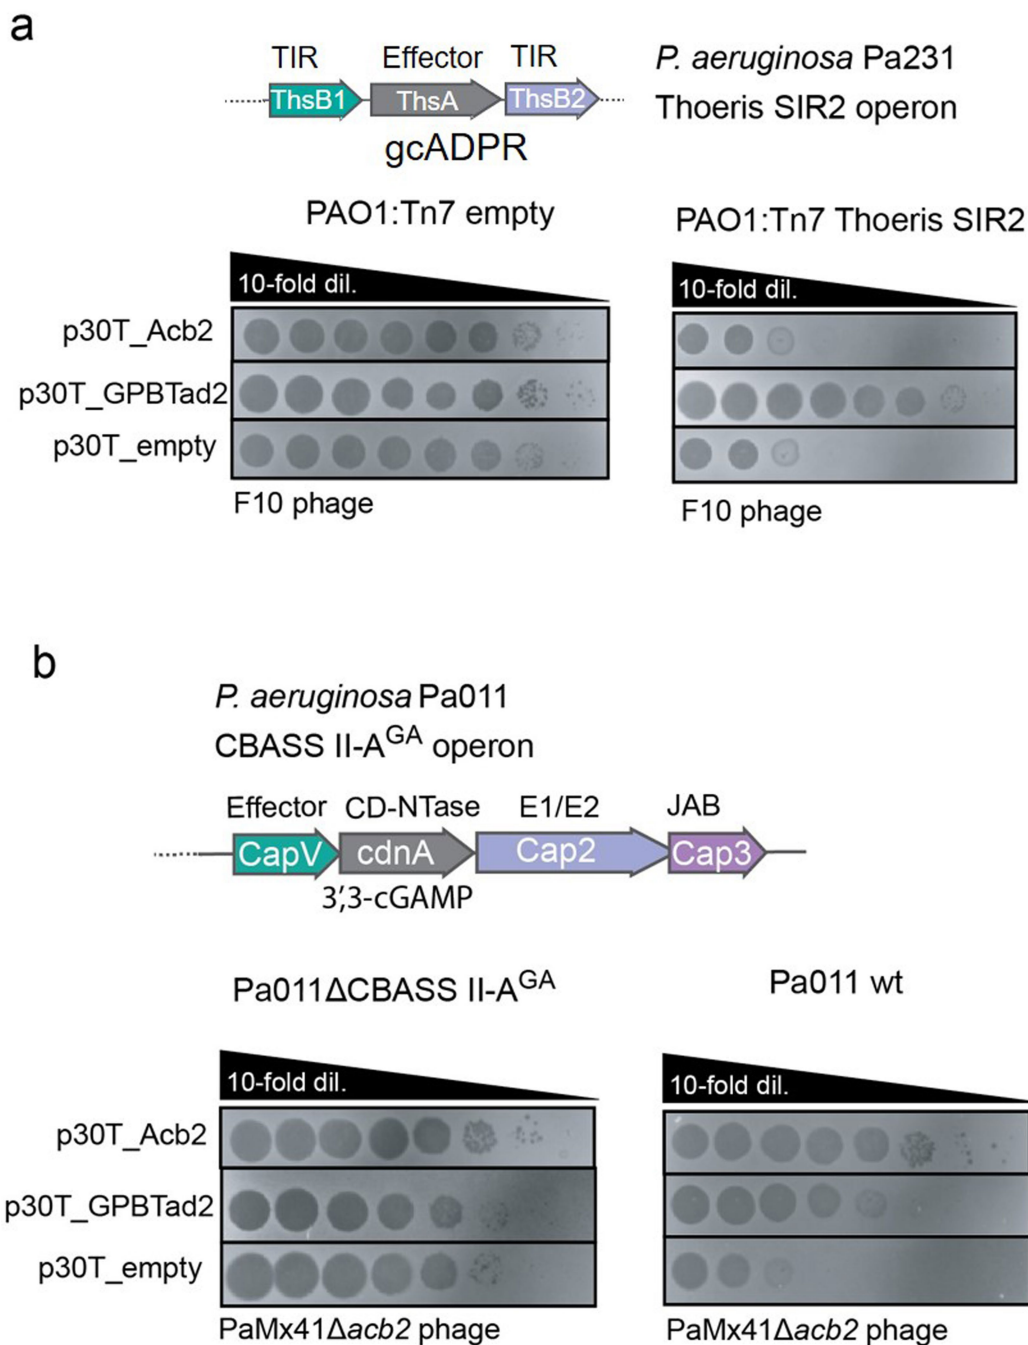 a
TIR Effector TIR
ThsB1 ThsA ThsB2
gcADPR
P. aeruginosa Pa231
Thoeris SIR2 operon
PAO1:Tn7 empty
PAO1:Tn7 Thoeris SIR2
10-fold dil.
10-fold dil.
p30T_Acb2
p30T_GPBTad2
p30T_empty
F10 phage
F10 phage
b
P. aeruginosa Pa011
CBASS II-A^GA operon
Effector CD-NTase E1/E2 JAB
CapV cdnA Cap2 Cap3
3′,3-cGAMP
Pa011ΔCBASS II-A^GA
Pa011 wt
10-fold dil.
10-fold dil.
p30T_Acb2
p30T_GPBTad2
p30T_empty
PaMx41Δacb2 phage
PaMx41Δacb2 phage